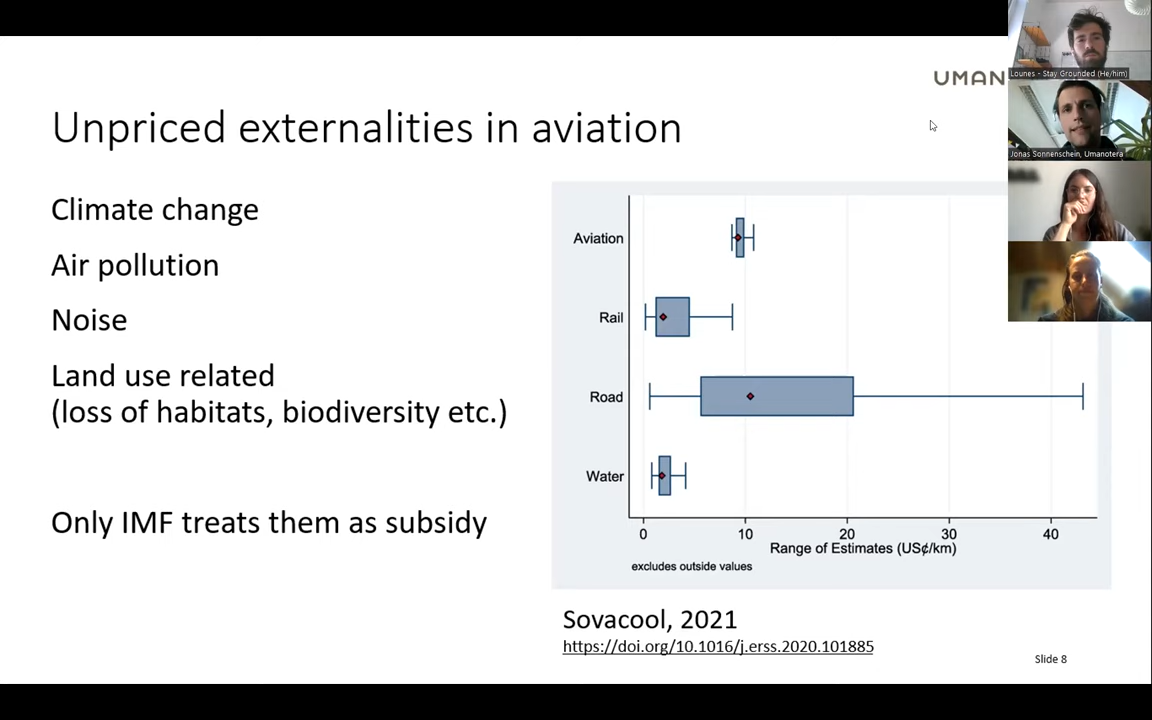 UMAN
Lounes - Stay Grounded (He/him)
Jonas Sonnenschein, Umanotera
Unpriced externalities in aviation
Climate change
Air pollution
Noise
Land use related
(loss of habitats, biodiversity etc.)
Only IMF treats them as subsidy
Aviation
Rail
Road
Water
0 10 20 30 40
Range of Estimates (US¢/km)
excludes outside values
Sovacool, 2021
https://doi.org/10.1016/j.erss.2020.101885
Slide 8